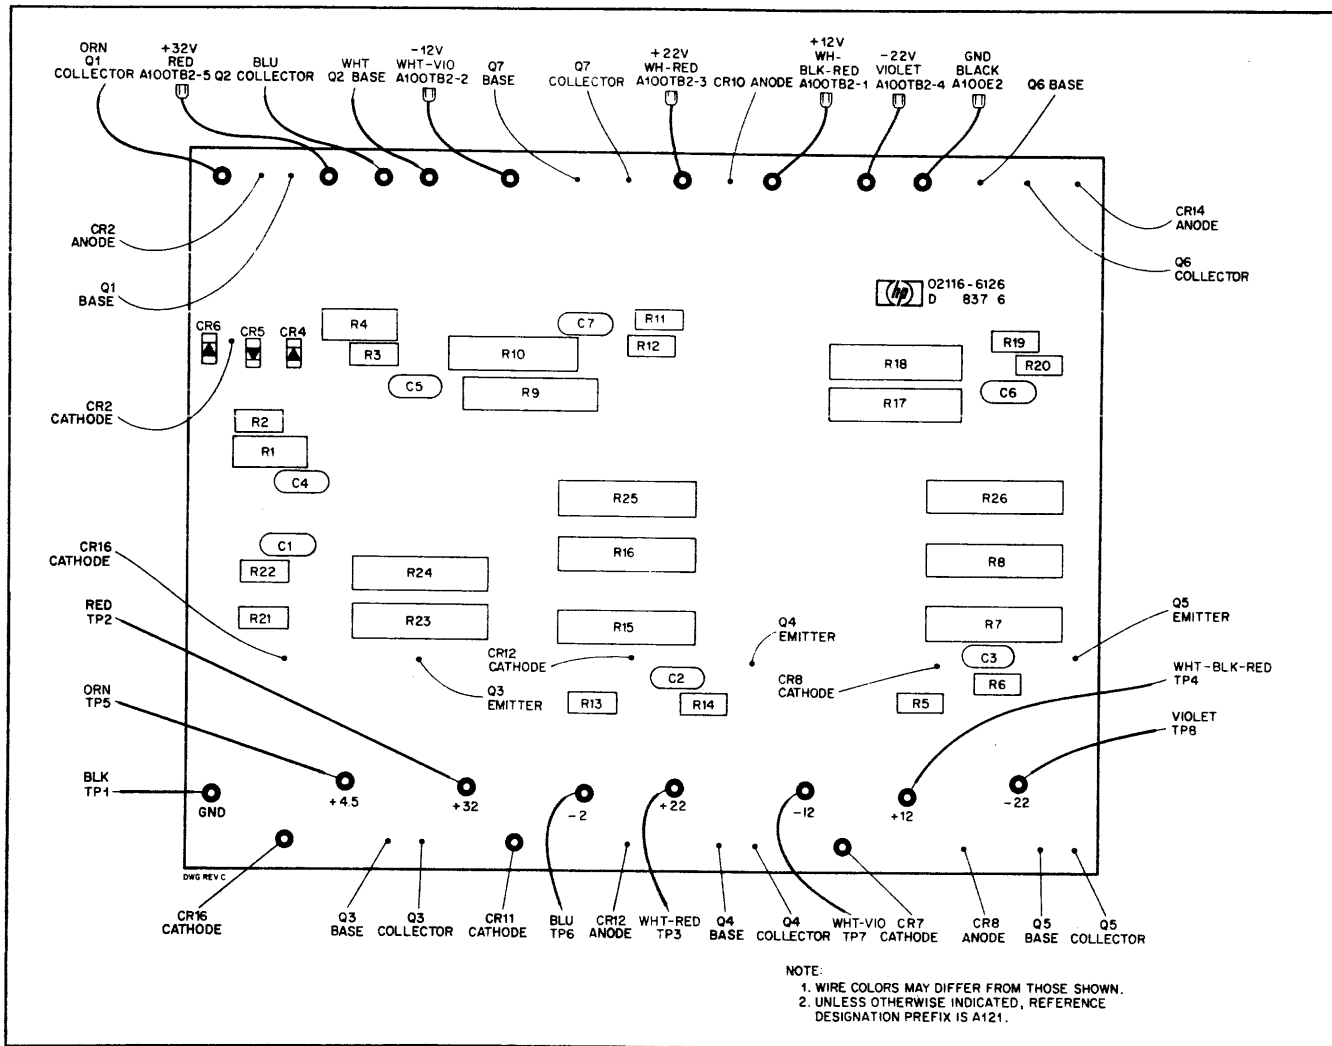 ORN
Q1
COLLECTOR
+32V
RED
A100TB2-5
BLU
Q2 COLLECTOR
WHT
Q2 BASE
-12V
WHT-VIO
A100TB2-2
Q7
BASE
Q7
COLLECTOR
+22V
WH-RED
A100TB2-3
CR10 ANODE
+12V
WH-
BLK-RED
A100TB2-1
-22V
VIOLET
A100TB2-4
GND
BLACK
A100E2
Q6 BASE
CR2
ANODE
CR14
ANODE
Q1
BASE
Q6
COLLECTOR
hp
02116-6126
D 837 6
CR6
CR5
CR4
R4
R3
C7
R11
R12
R10
R9
C5
R18
R17
R19
R20
C6
CR2
CATHODE
R2
R1
C4
R25
R26
C1
R16
R8
CR16
CATHODE
R22
R24
R21
R23
R15
R7
RED
TP2
Q4
EMITTER
Q5
EMITTER
CR12
CATHODE
C2
CR8
CATHODE
C3
R6
WHT-BLK-RED
TP4
ORN
TP5
Q3
EMITTER
R13
R14
R5
VIOLET
TP8
BLK
TP1
GND
+4.5
+32
-2
+22
-12
+12
-22
DWG REV C
CR16
CATHODE
Q3
BASE
Q3
COLLECTOR
CR11
CATHODE
BLU
TP6
CR12
ANODE
WHT-RED
TP3
Q4
BASE
Q4
COLLECTOR
WHT-VIO
TP7
CR7
CATHODE
CR8
ANODE
Q5
BASE
Q5
COLLECTOR
NOTE:
1. WIRE COLORS MAY DIFFER FROM THOSE SHOWN.
2. UNLESS OTHERWISE INDICATED, REFERENCE
DESIGNATION PREFIX IS A121.